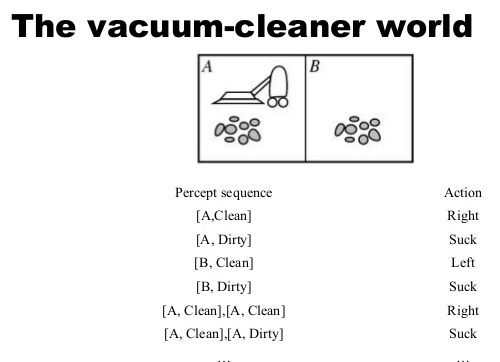 The vacuum-cleaner world
A B
Percept sequence Action
[A,Clean] Right
[A, Dirty] Suck
[B, Clean] Left
[B, Dirty] Suck
[A, Clean],[A, Clean] Right
[A, Clean],[A, Dirty] Suck
... ...